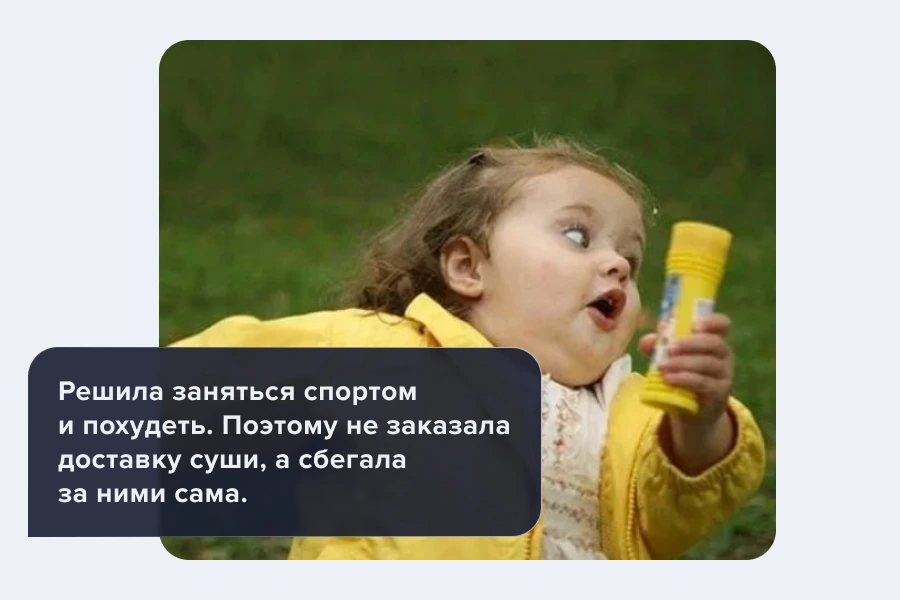 Решила заняться спортом
и похудеть. Поэтому не заказала
доставку суши, а сбегала
за ними сама.